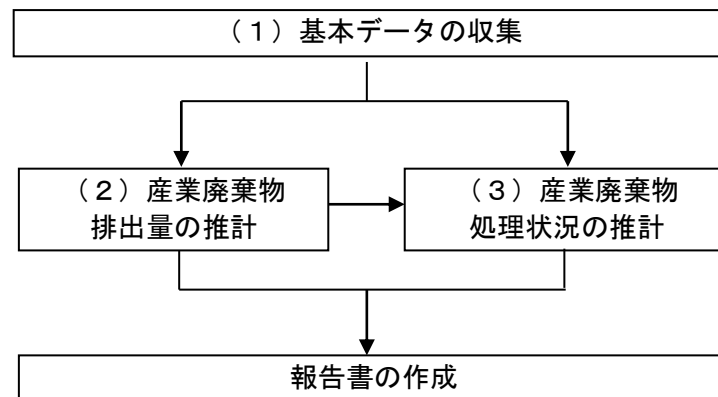 （１）基本データの収集
（２）産業廃棄物
排出量の推計
（３）産業廃棄物
処理状況の推計
報告書の作成